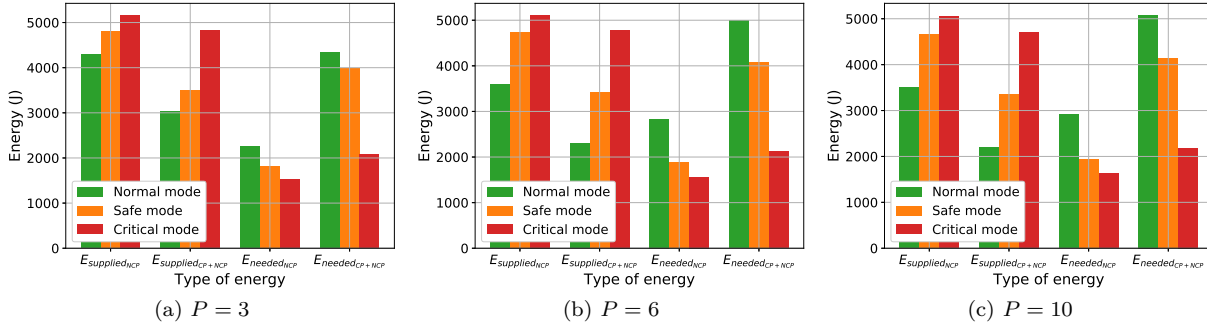 5000
4000
3000
2000
1000
0
Energy (J)
Normal mode
Safe mode
Critical mode
E_supplied_NCP E_supplied_CP+NCP E_needed_NCP E_needed_CP+NCP
Type of energy
(a) P = 3
5000
4000
3000
2000
1000
0
Energy (J)
Normal mode
Safe mode
Critical mode
E_supplied_NCP E_supplied_CP+NCP E_needed_NCP E_needed_CP+NCP
Type of energy
(b) P = 6
5000
4000
3000
2000
1000
0
Energy (J)
Normal mode
Safe mode
Critical mode
E_supplied_NCP E_supplied_CP+NCP E_needed_NCP E_needed_CP+NCP
Type of energy
(c) P = 10